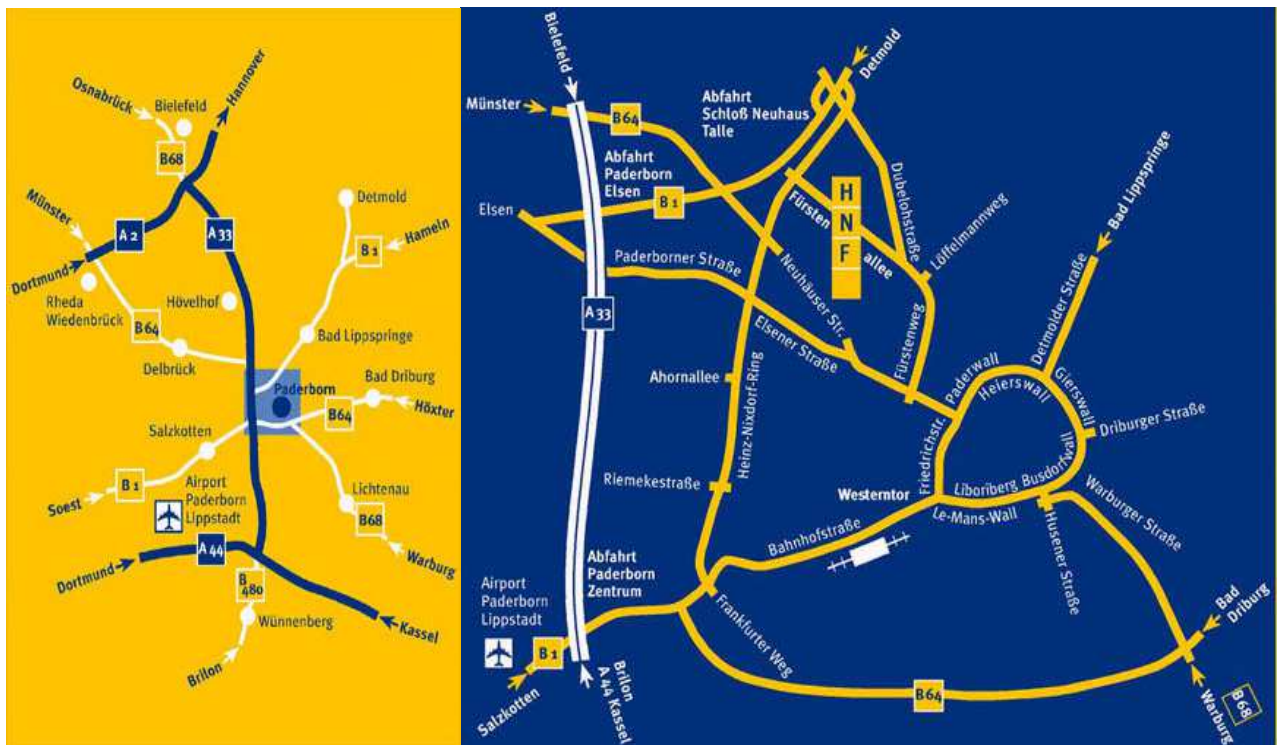 Osnabrück
Bielefeld
Hannover
B68
Münster
Detmold
A 2
A 33
B 1
Hameln
Dortmund
Rheda
Wiedenbrück
Hövelhof
B64
Bad Lippspringe
Delbrück
Paderborn
Bad Driburg
B64
Höxter
Salzkotten
B 1
Soest
Airport
Paderborn
Lippstadt
Lichtenau
B68
Warburg
Dortmund
A 44
B
480
Wünnenberg
Kassel
Brilon
Bielefeld
Detmold
Münster
B64
Abfahrt
Schloß Neuhaus
Talle
Abfahrt
Paderborn
Elsen
B 1
Elsen
Fürsten
allee
H
N
F
Dubelohstraße
Löffelmannweg
Bad Lippspringe
Paderborner Straße
Neuhäuser Str.
A 33
Elsener Straße
Fürstenweg
Detmolder Straße
Ahornallee
Heinz-Nixdorf-Ring
Paderwall
Heierswall
Gierswall
Driburger Straße
Friedrichstr.
Riemekestraße
Westerntor
Liboriberg
Busdorfwall
Le-Mans-Wall
Warburger Straße
Husener Straße
Bahnhofstraße
Abfahrt
Paderborn
Zentrum
Airport
Paderborn
Lippstadt
B 1
Salzkotten
Brilon
A 44 Kassel
Frankfurter Weg
B64
Bad
Driburg
Warburg
B68